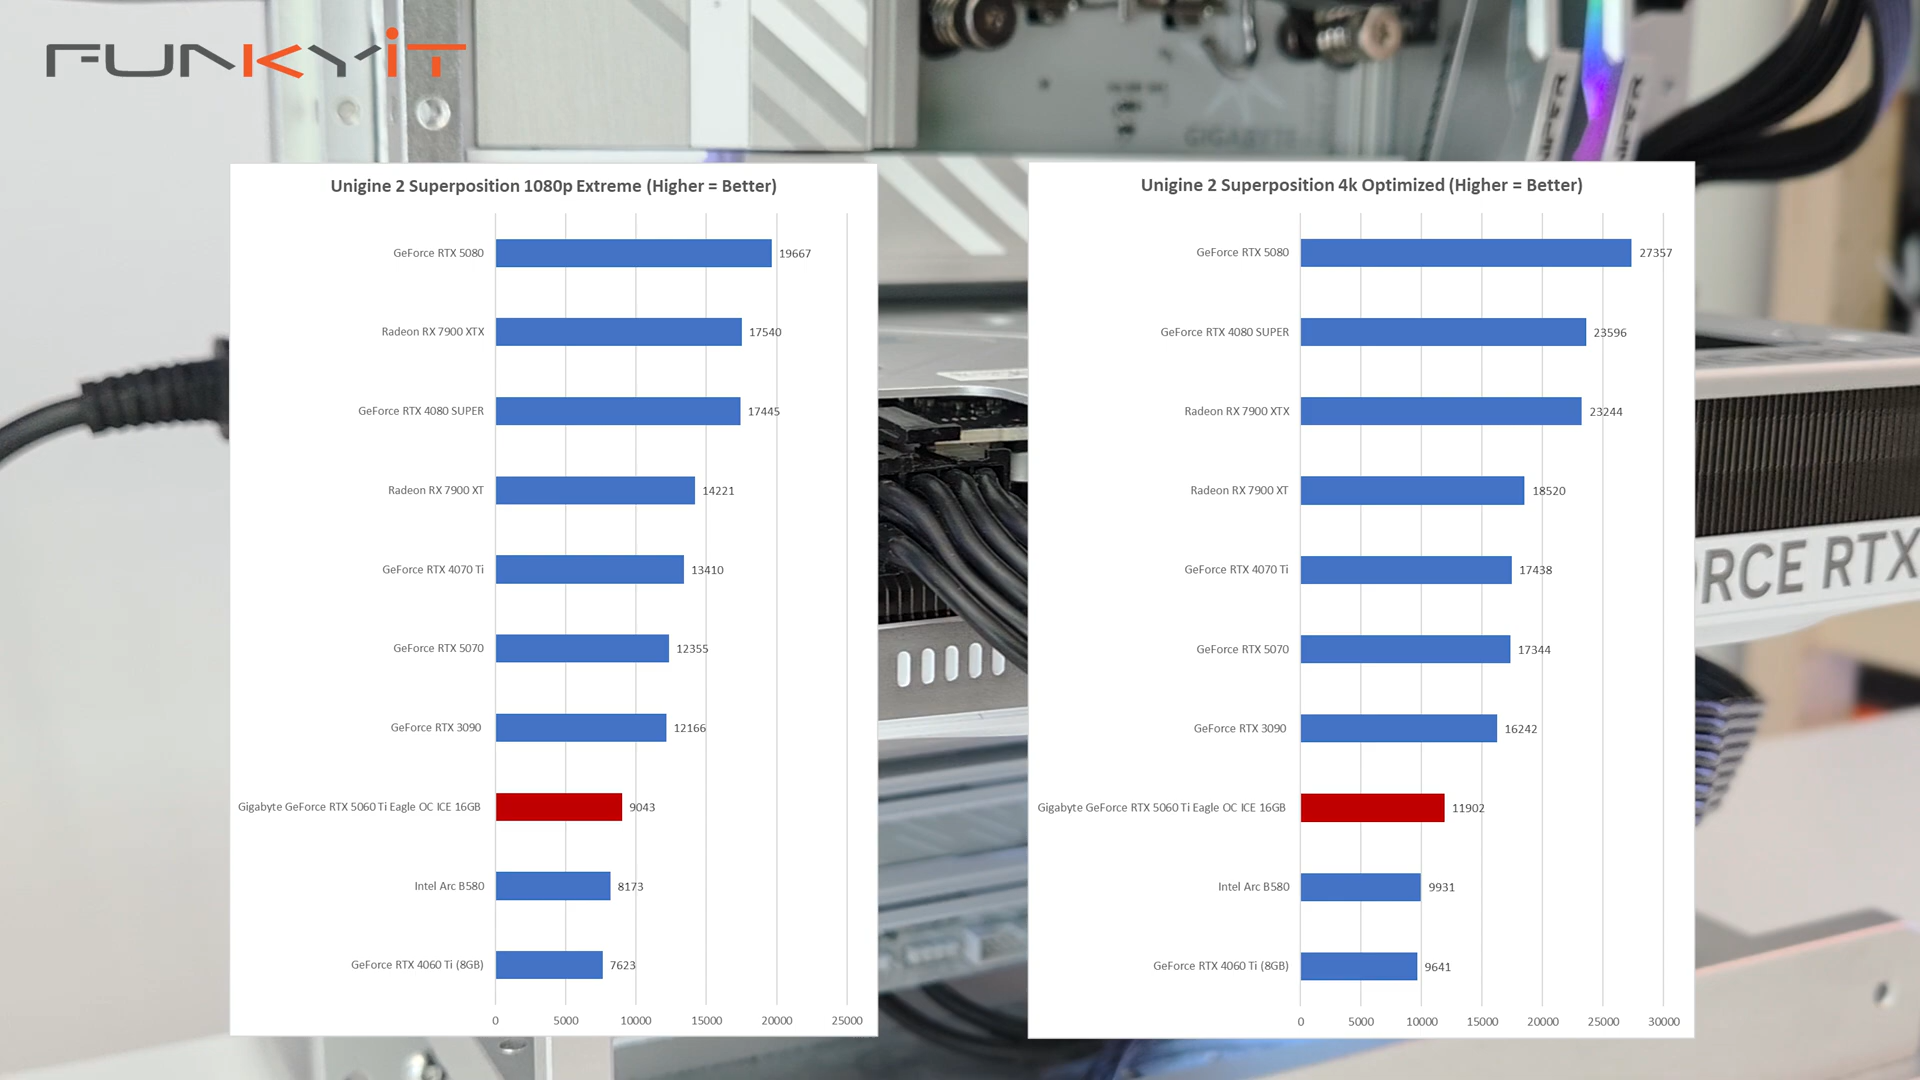 FUNKYiT
GIGABYTE
Unigine 2 Superposition 1080p Extreme (Higher = Better)
GeForce RTX 5080 19667
Radeon RX 7900 XTX 17540
GeForce RTX 4080 SUPER 17445
Radeon RX 7900 XT 14221
GeForce RTX 4070 Ti 13410
GeForce RTX 5070 12355
GeForce RTX 3090 12166
Gigabyte GeForce RTX 5060 Ti Eagle OC ICE 16GB 9043
Intel Arc B580 8173
GeForce RTX 4060 Ti (8GB) 7623
0 5000 10000 15000 20000 25000
Unigine 2 Superposition 4k Optimized (Higher = Better)
GeForce RTX 5080 27357
GeForce RTX 4080 SUPER 23596
Radeon RX 7900 XTX 23244
Radeon RX 7900 XT 18520
GeForce RTX 4070 Ti 17438
GeForce RTX 5070 17344
GeForce RTX 3090 16242
Gigabyte GeForce RTX 5060 Ti Eagle OC ICE 16GB 11902
Intel Arc B580 9931
GeForce RTX 4060 Ti (8GB) 9641
0 5000 10000 15000 20000 25000 30000
RCE RTX